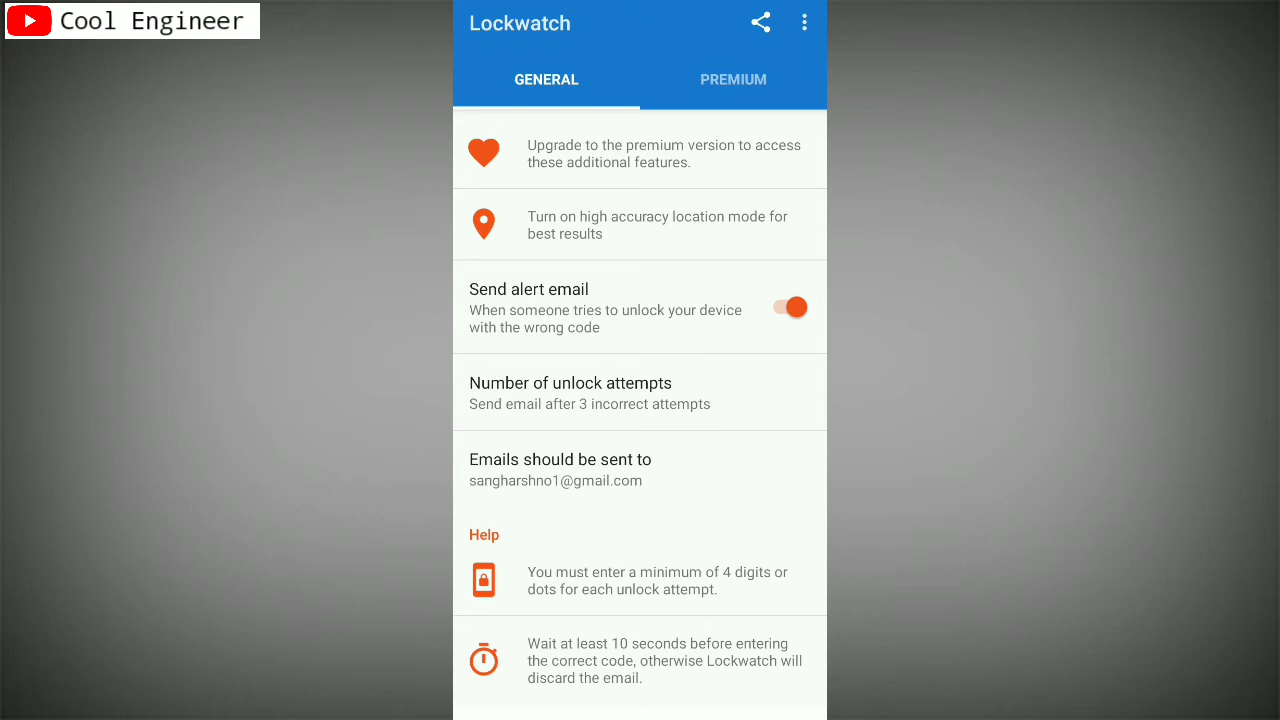 Cool Engineer
Lockwatch
GENERAL
PREMIUM
Upgrade to the premium version to access
these additional features.
Turn on high accuracy location mode for
best results
Send alert email
When someone tries to unlock your device
with the wrong code
Number of unlock attempts
Send email after 3 incorrect attempts
Emails should be sent to
sangharshno1@gmail.com
Help
You must enter a minimum of 4 digits or
dots for each unlock attempt.
Wait at least 10 seconds before entering
the correct code, otherwise Lockwatch will
discard the email.